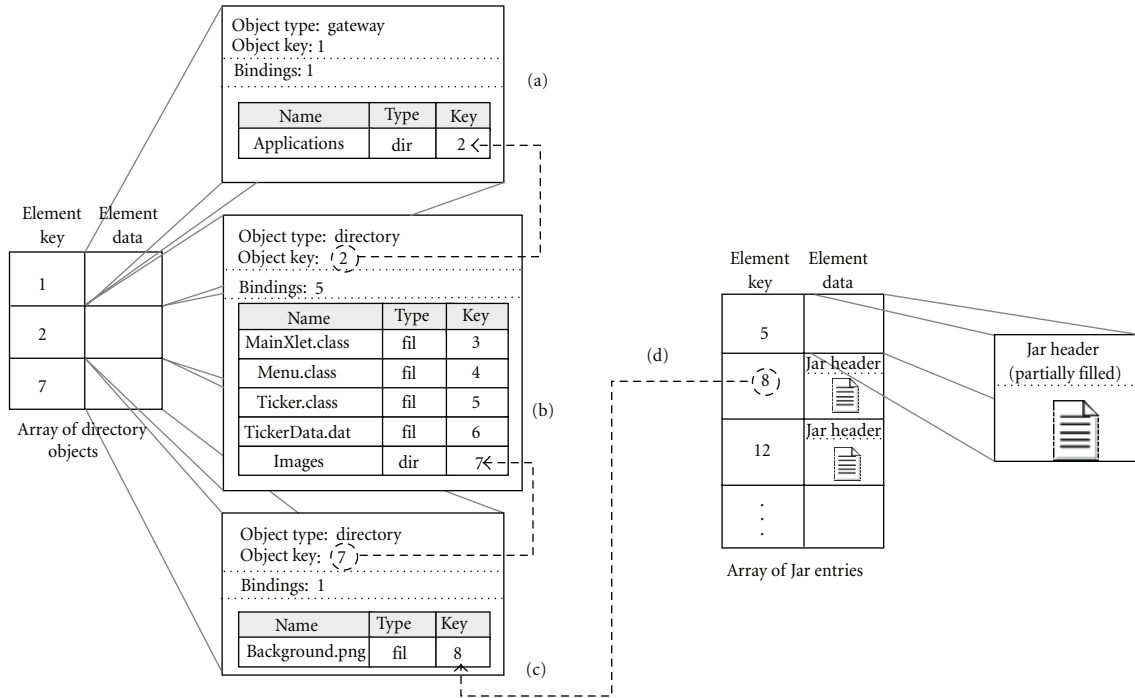 Object type: gateway
Object key: 1
Bindings: 1
(a)
Name Type Key
Applications dir 2
Element key
Element data
1
2
7
Array of directory objects
Object type: directory
Object key: 2
Bindings: 5
Name Type Key
MainXlet.class fil 3
Menu.class fil 4
Ticker.class fil 5
TickerData.dat fil 6
Images dir 7
(b)
Object type: directory
Object key: 7
Bindings: 1
Name Type Key
Background.png fil 8
(c)
(d)
Element key
Element data
5
8 Jar header
12 Jar header
.
.
.
Array of Jar entries
Jar header
(partially filled)